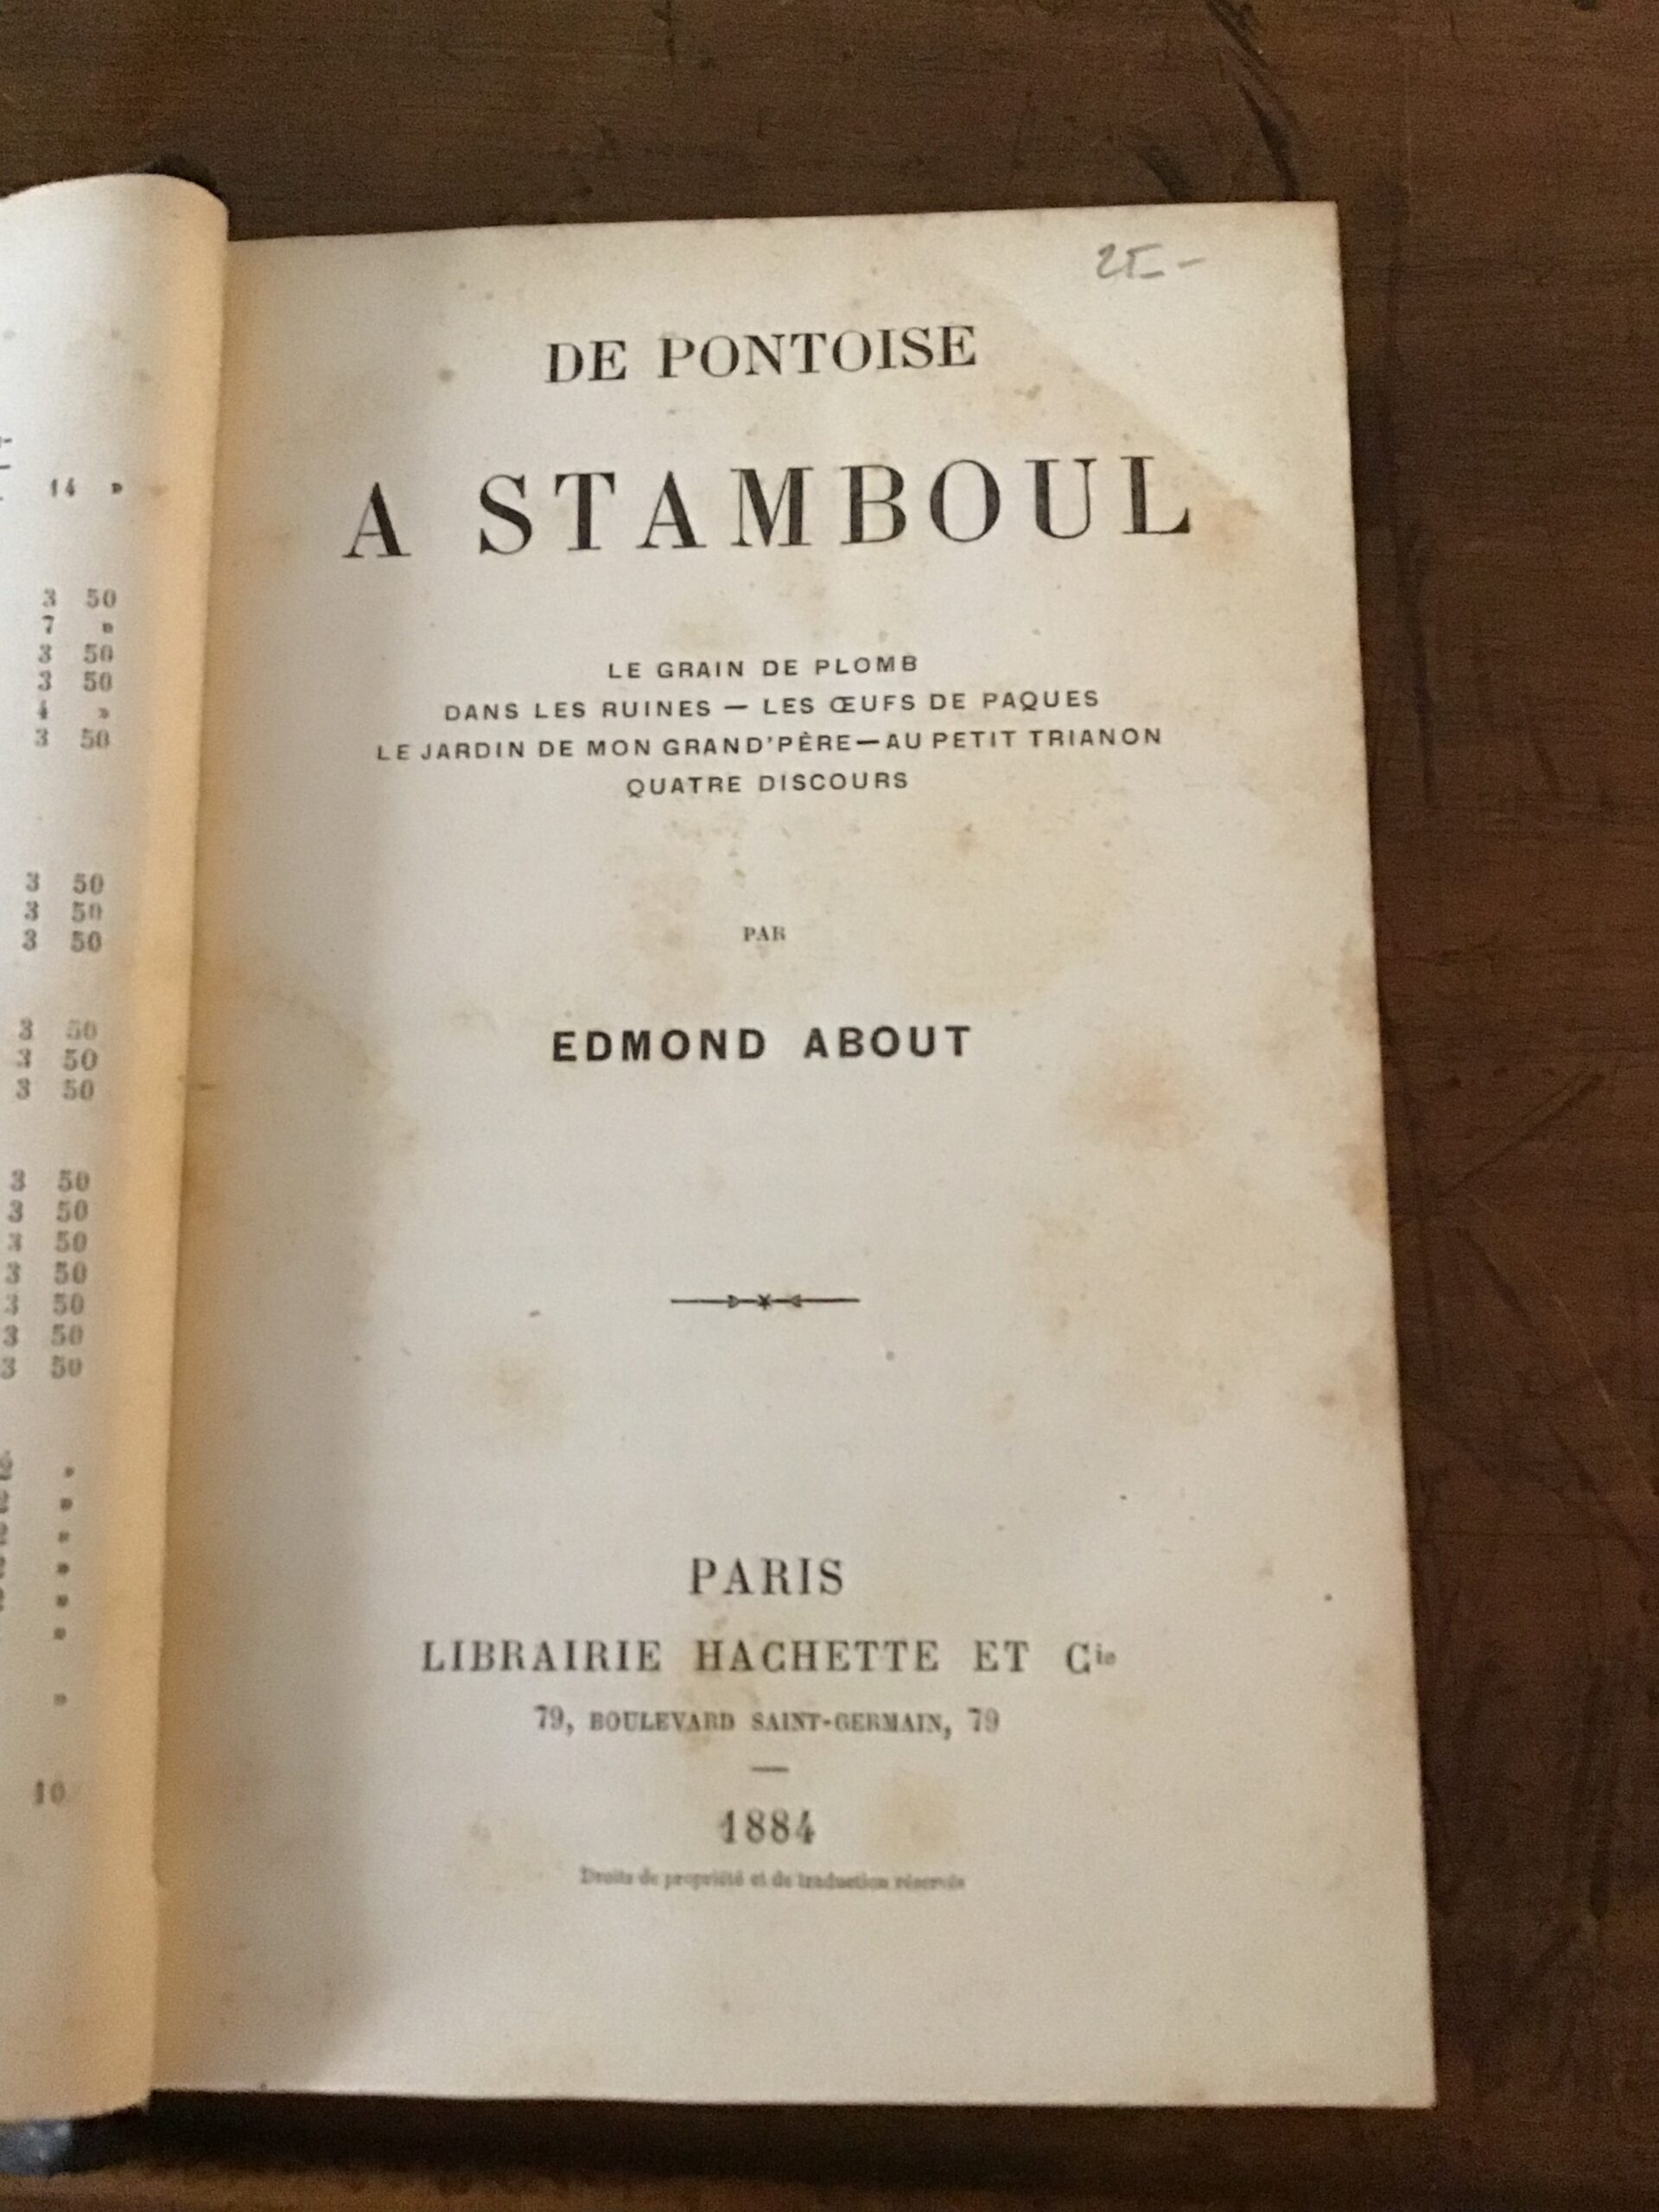 14 »
3 50
7 »
3 50
3 50
4 »
3 50
3 50
3 50
3 50
3 50
3 50
3 50
3 50
3 50
3 50
3 50
3 50
3 50
3 50
»
»
»
»
»
»
»
10
DE PONTOISE
A STAMBOUL
LE GRAIN DE PLOMB
DANS LES RUINES — LES ŒUFS DE PAQUES
LE JARDIN DE MON GRAND'PÈRE — AU PETIT TRIANON
QUATRE DISCOURS
PAR
EDMOND ABOUT
PARIS
LIBRAIRIE HACHETTE ET Cie
79, BOULEVARD SAINT-GERMAIN, 79
1884
Droits de propriété et de traduction réservés